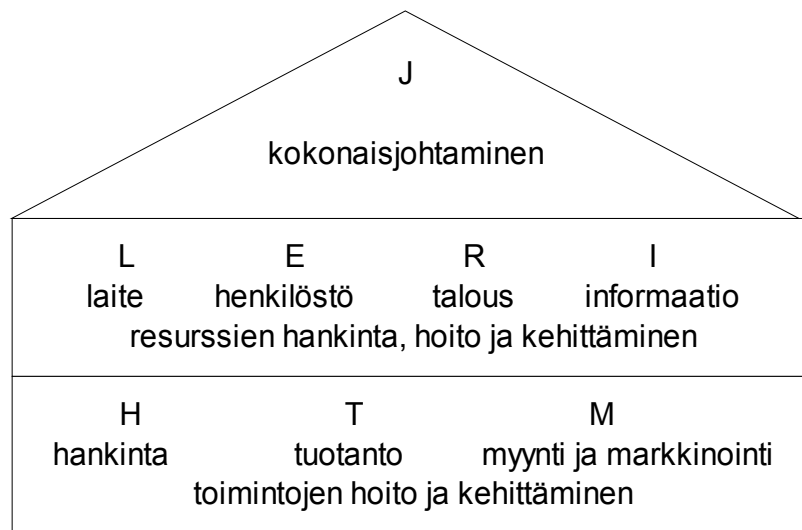 J
kokonaisjohtaminen
L E R I
laite henkilöstö talous informaatio
resurssien hankinta, hoito ja kehittäminen
H T M
hankinta tuotanto myynti ja markkinointi
toimintojen hoito ja kehittäminen